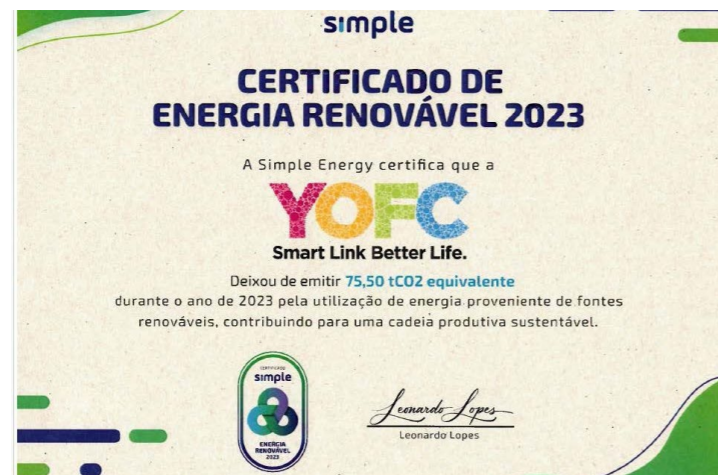 simple
CERTIFICADO DE
ENERGIA RENOVÁVEL 2023
A Simple Energy certifica que a
YOFC
Smart Link Better Life.
Deixou de emitir 75,50 tCO2 equivalente
durante o ano de 2023 pela utilização de energia proveniente de fontes
renováveis, contribuindo para uma cadeia produtiva sustentável.
CERTIFICADO
simple
ENERGIA
RENOVÁVEL
2023
Leonardo Lopes
Leonardo Lopes